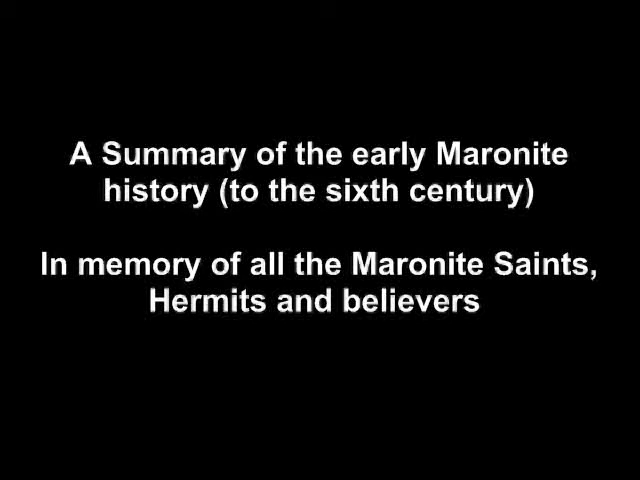 A Summary of the early Maronite
history (to the sixth century)
In memory of all the Maronite Saints,
Hermits and believers